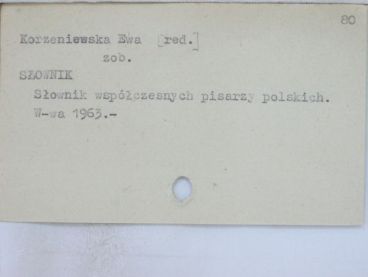 80
Korzeniewska Ewa [red.]
zob.
SŁOWNIK
Słownik współczesnych pisarzy polskich.
W-wa 1963.-